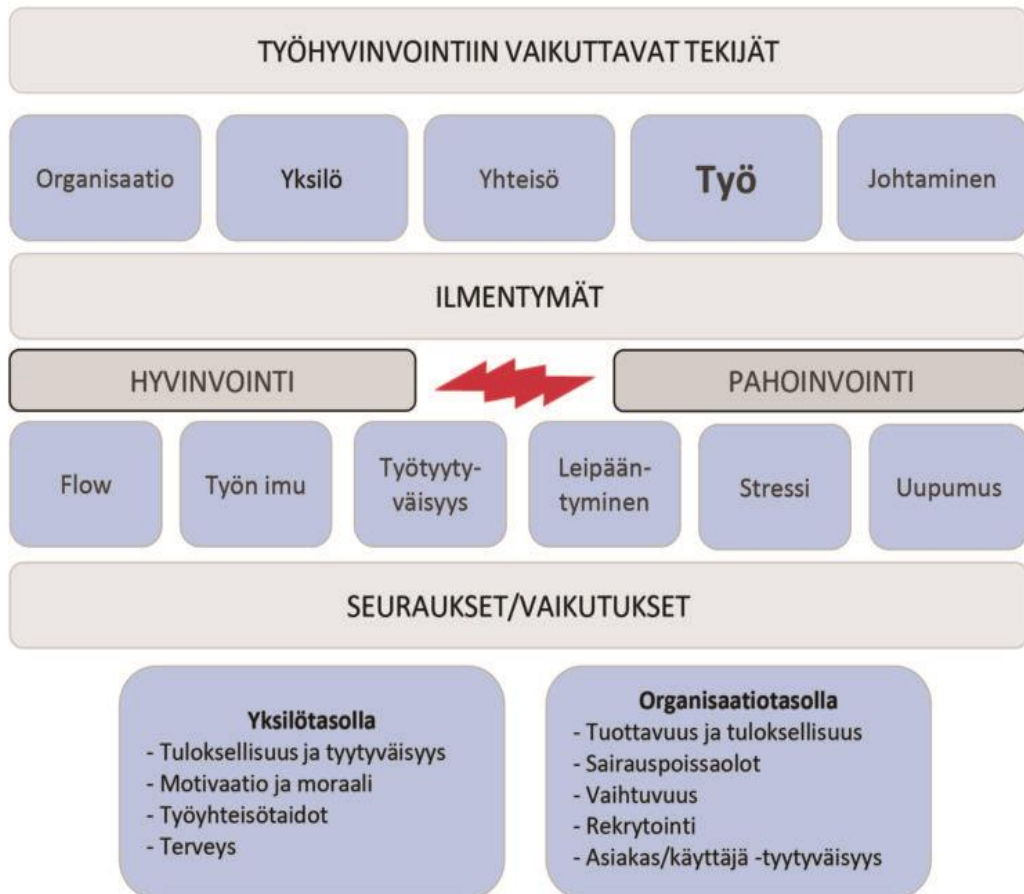 TYÖHYVINVOINTIIN VAIKUTTAVAT TEKIJÄT
Organisaatio
Yksilö
Yhteisö
Työ
Johtaminen
ILMENTYMÄT
HYVINVOINTI
PAHOINVOINTI
Flow
Työn imu
Työtyyty-
väisyys
Leipään-
tyminen
Stressi
Uupumus
SEURAUKSET/VAIKUTUKSET
Yksilötasolla
- Tuloksellisuus ja tyytyväisyys
- Motivaatio ja moraali
- Työyhteisötaidot
- Terveys
Organisaatiotasolla
- Tuottavuus ja tuloksellisuus
- Sairauspoissaolot
- Vaihtuvuus
- Rekrytointi
- Asiakas/käyttäjä -tyytyväisyys